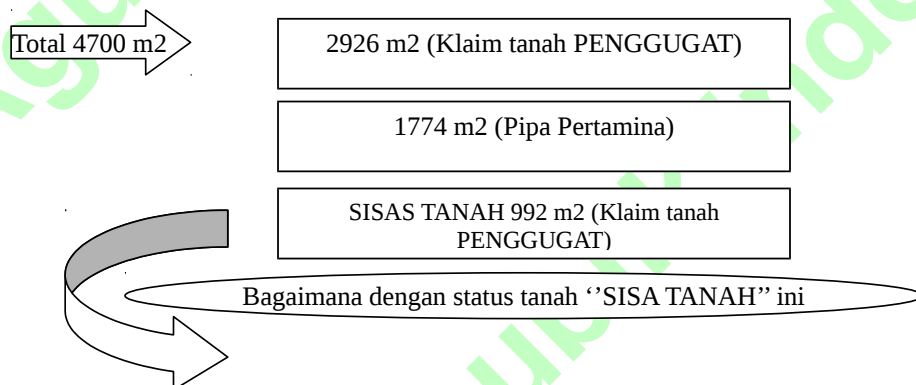 Total 4700 m2
2926 m2 (Klaim tanah PENGGUGAT)
1774 m2 (Pipa Pertamina)
SISAS TANAH 992 m2 (Klaim tanah
PENGGUGAT)
Bagaimana dengan status tanah ‘’SISA TANAH’’ ini